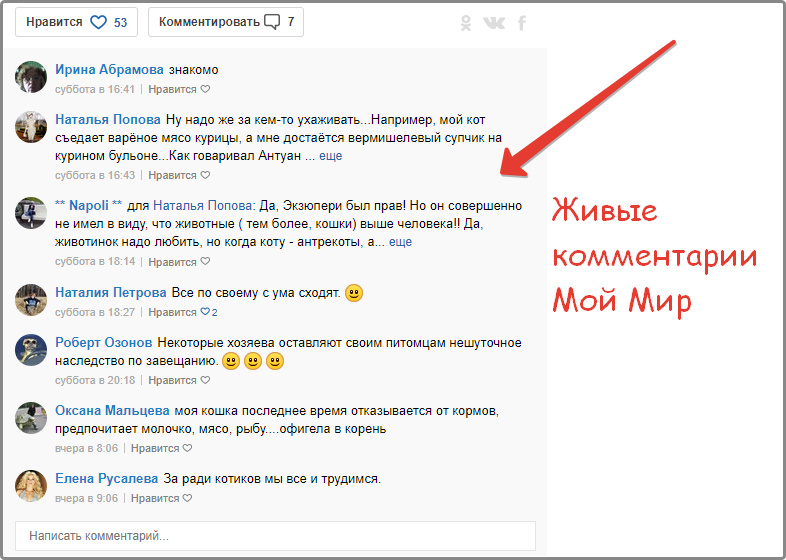 Нравится 53 Комментировать 7
Ирина Абрамова знакомо
суббота в 16:41 | Нравится
Наталья Попова Ну надо же за кем-то ухаживать...Например, мой кот
съедает варёное мясо курицы, а мне достаётся вермишелевый супчик на
курином бульоне...Как говаривал Антуан ... еще
суббота в 16:43 | Нравится
** Napoli ** для Наталья Попова: Да, Экзюпери был прав! Но он совершенно
не имел в виду, что животные ( тем более, кошки) выше человека!! Да,
животинок надо любить, но когда коту - антрекоты, а... еще
суббота в 18:14 | Нравится
Наталия Петрова Все по своему с ума сходят.
суббота в 18:27 | Нравится 2
Роберт Озонов Некоторые хозяева оставляют своим питомцам нешуточное
наследство по завещанию.
суббота в 20:18 | Нравится
Оксана Мальцева моя кошка последнее время отказывается от кормов,
предпочитает молочко, мясо, рыбу....офигела в корень
вчера в 8:06 | Нравится
Елена Русалева За ради котиков мы все и трудимся.
вчера в 9:06 | Нравится
Написать комментарий...
Живые
комментарии
Мой Мир